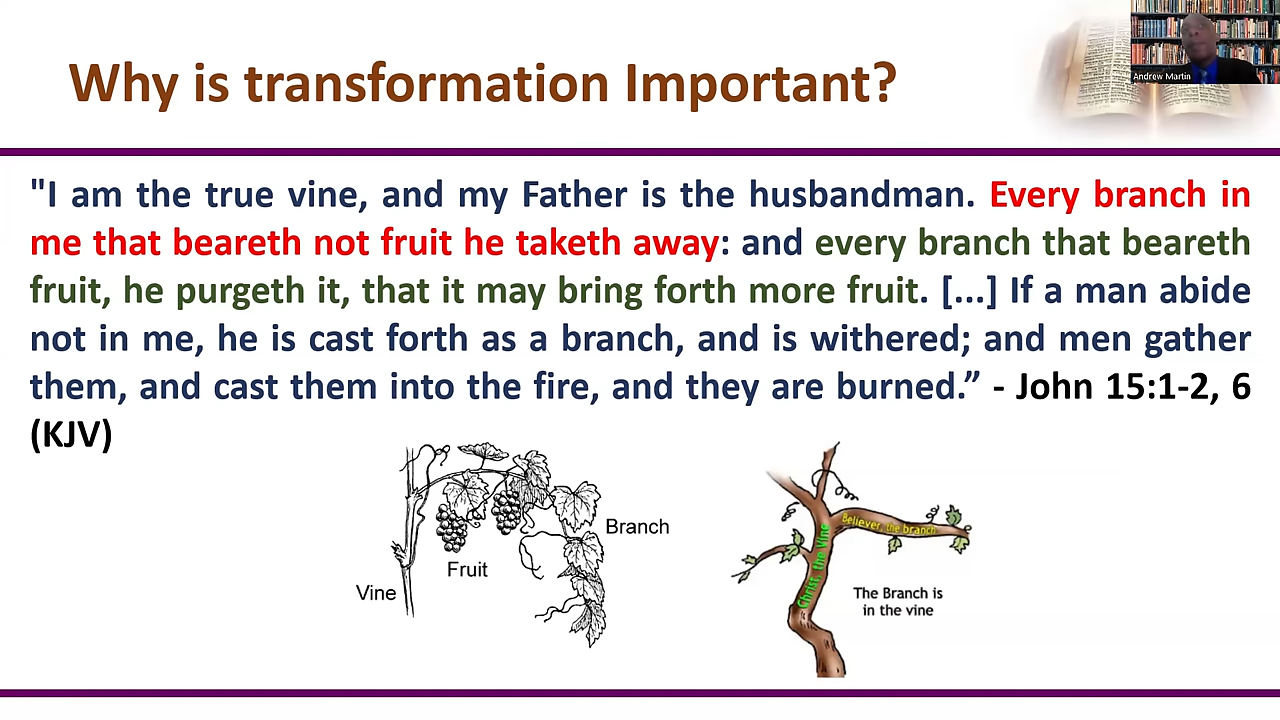 Why is transformation Important?
Andrew Martin
"I am the true vine, and my Father is the husbandman. Every branch in
me that beareth not fruit he taketh away: and every branch that beareth
fruit, he purgeth it, that it may bring forth more fruit. [...] If a man abide
not in me, he is cast forth as a branch, and is withered; and men gather
them, and cast them into the fire, and they are burned.” - John 15:1-2, 6
(KJV)
Branch
Fruit
Vine
Believer, the branch
Christ, the Vine
The Branch is
in the vine